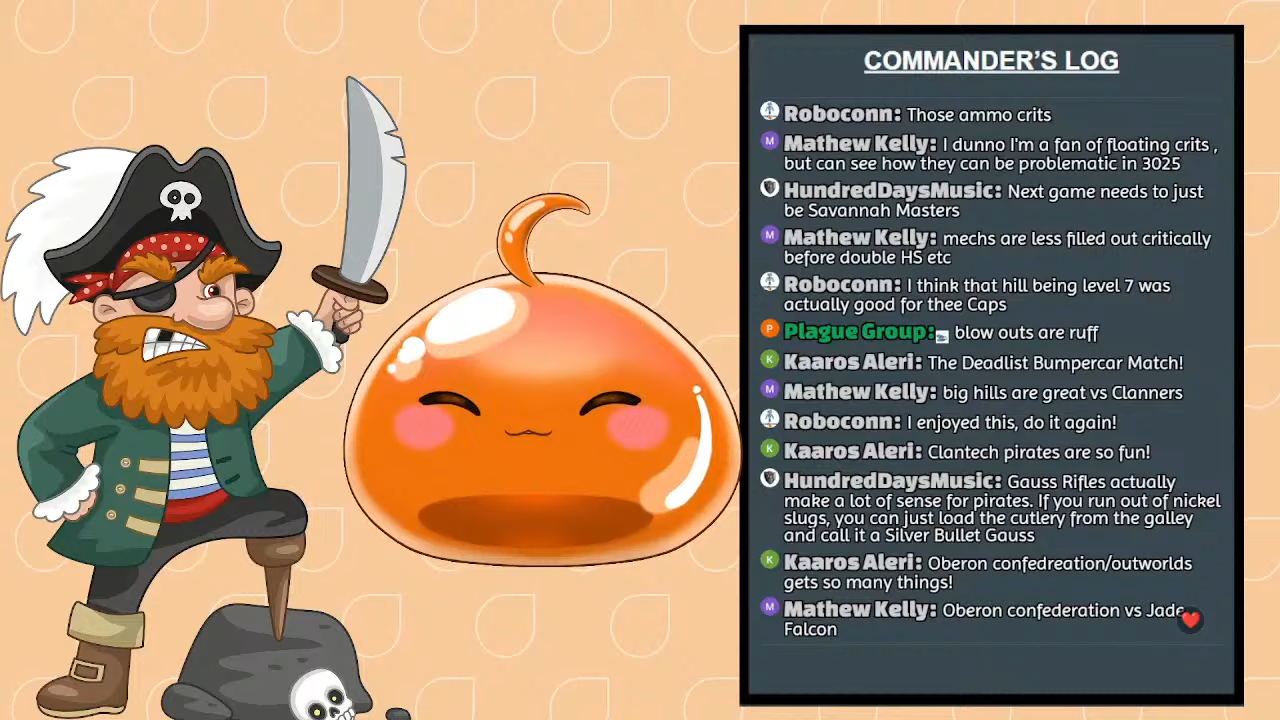 COMMANDER'S LOG
Roboconn: Those ammo crits
M Mathew Kelly: I dunno I'm a fan of floating crits ,
but can see how they can be problematic in 3025
HundredDaysMusic: Next game needs to just
be Savannah Masters
M Mathew Kelly: mechs are less filled out critically
before double HS etc
Roboconn: I think that hill being level 7 was
actually good for thee Caps
P Plague Group: blow outs are ruff
K Kaaros Aleri: The Deadlist Bumpercar Match!
M Mathew Kelly: big hills are great vs Clanners
Roboconn: I enjoyed this, do it again!
K Kaaros Aleri: Clantech pirates are so fun!
HundredDaysMusic: Gauss Rifles actually
make a lot of sense for pirates. If you run out of nickel
slugs, you can just load the cutlery from the galley
and call it a Silver Bullet Gauss
K Kaaros Aleri: Oberon confedreation/outworlds
gets so many things!
M Mathew Kelly: Oberon confederation vs Jade
Falcon